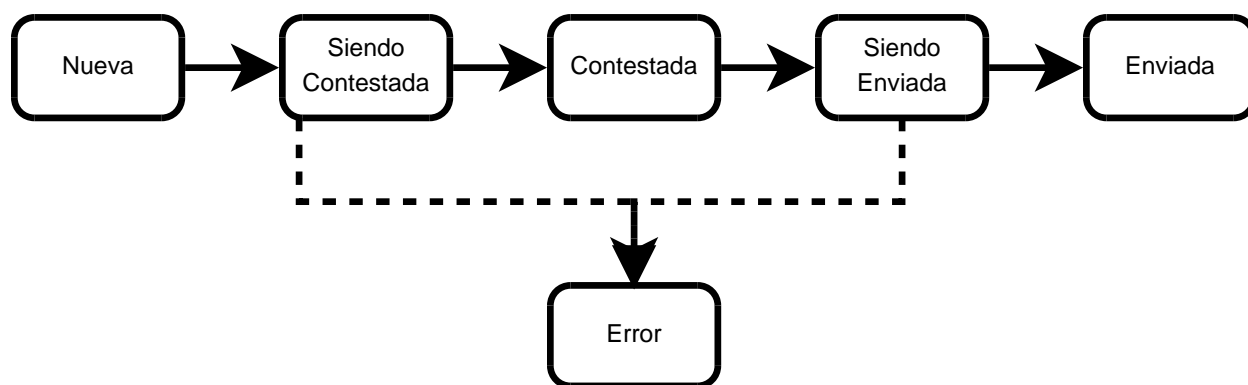 Nueva
Siendo
Contestada
Contestada
Siendo
Enviada
Enviada
Error